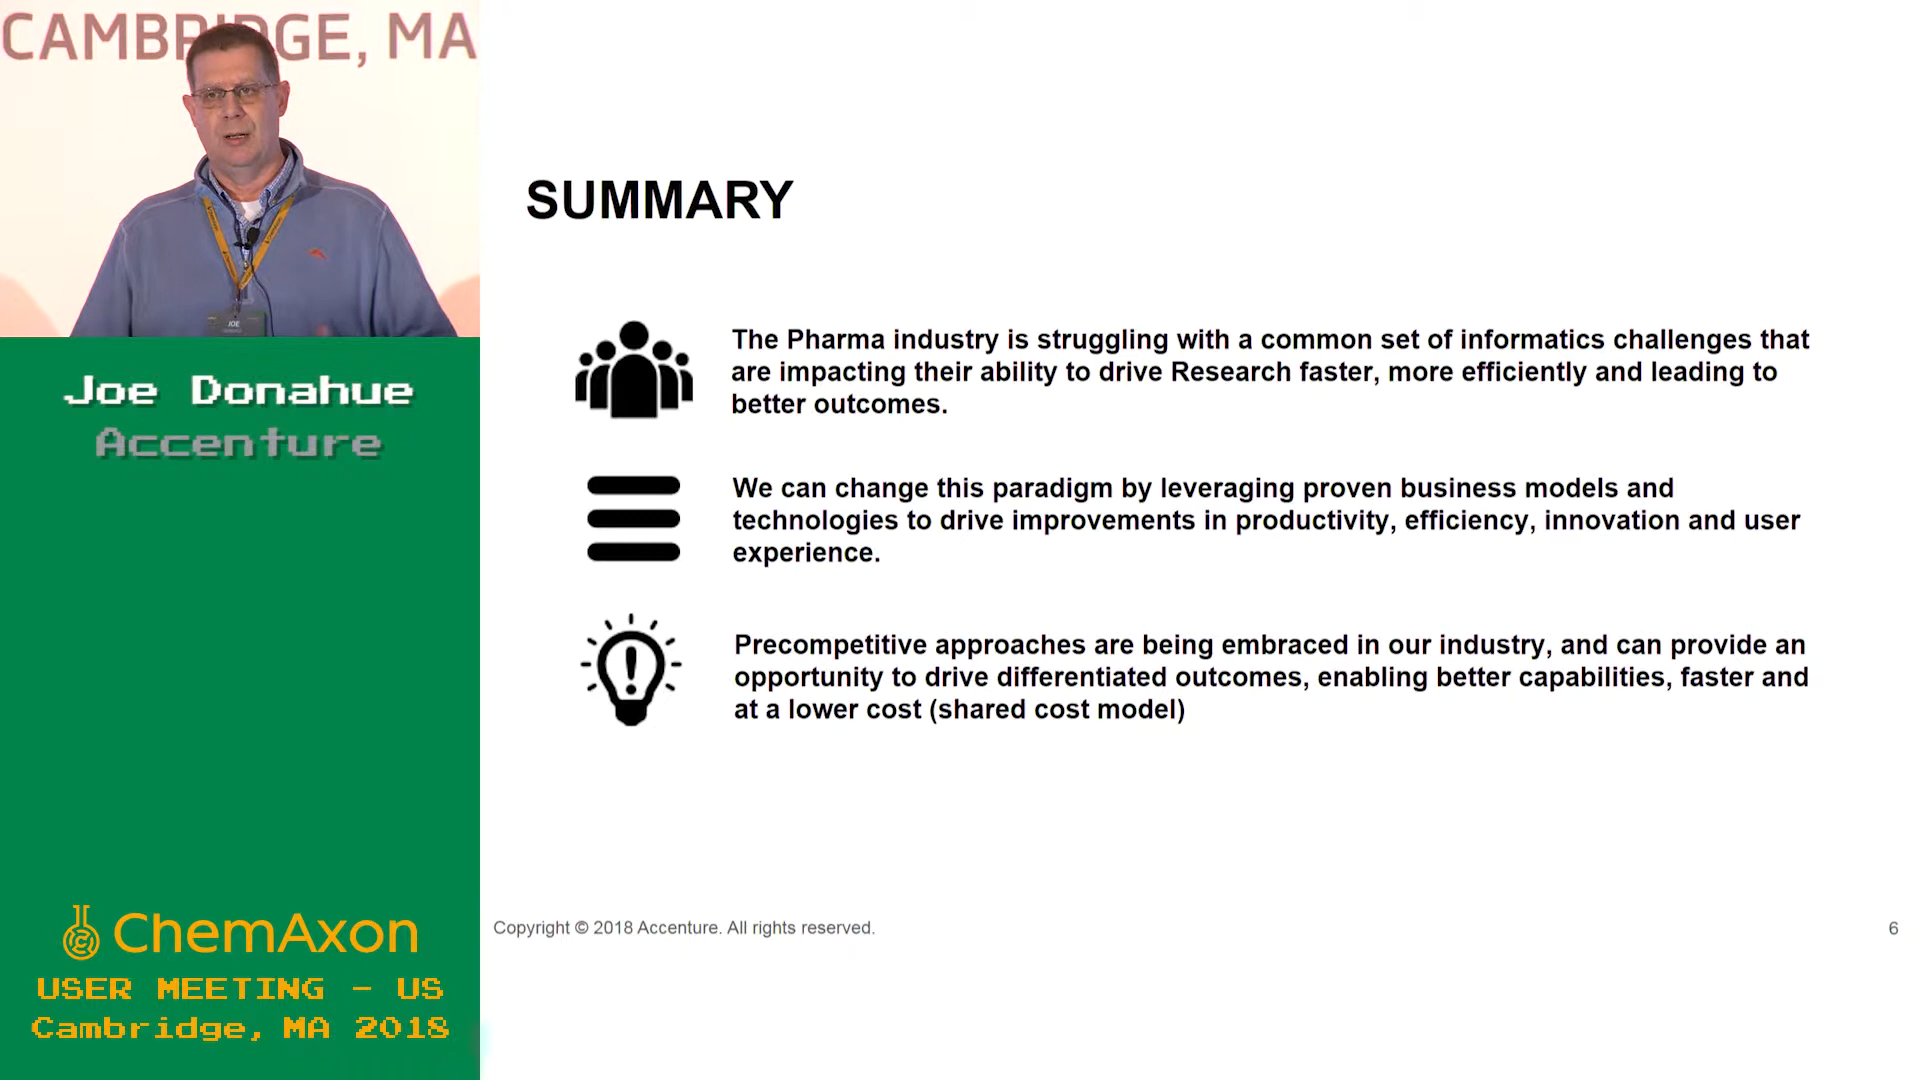 CAMBRIDGE, MA
JOE
Joe Donahue
Accenture
ChemAxon
USER MEETING - US
Cambridge, MA 2018
SUMMARY
The Pharma industry is struggling with a common set of informatics challenges that
are impacting their ability to drive Research faster, more efficiently and leading to
better outcomes.
We can change this paradigm by leveraging proven business models and
technologies to drive improvements in productivity, efficiency, innovation and user
experience.
Precompetitive approaches are being embraced in our industry, and can provide an
opportunity to drive differentiated outcomes, enabling better capabilities, faster and
at a lower cost (shared cost model)
Copyright © 2018 Accenture. All rights reserved.
6